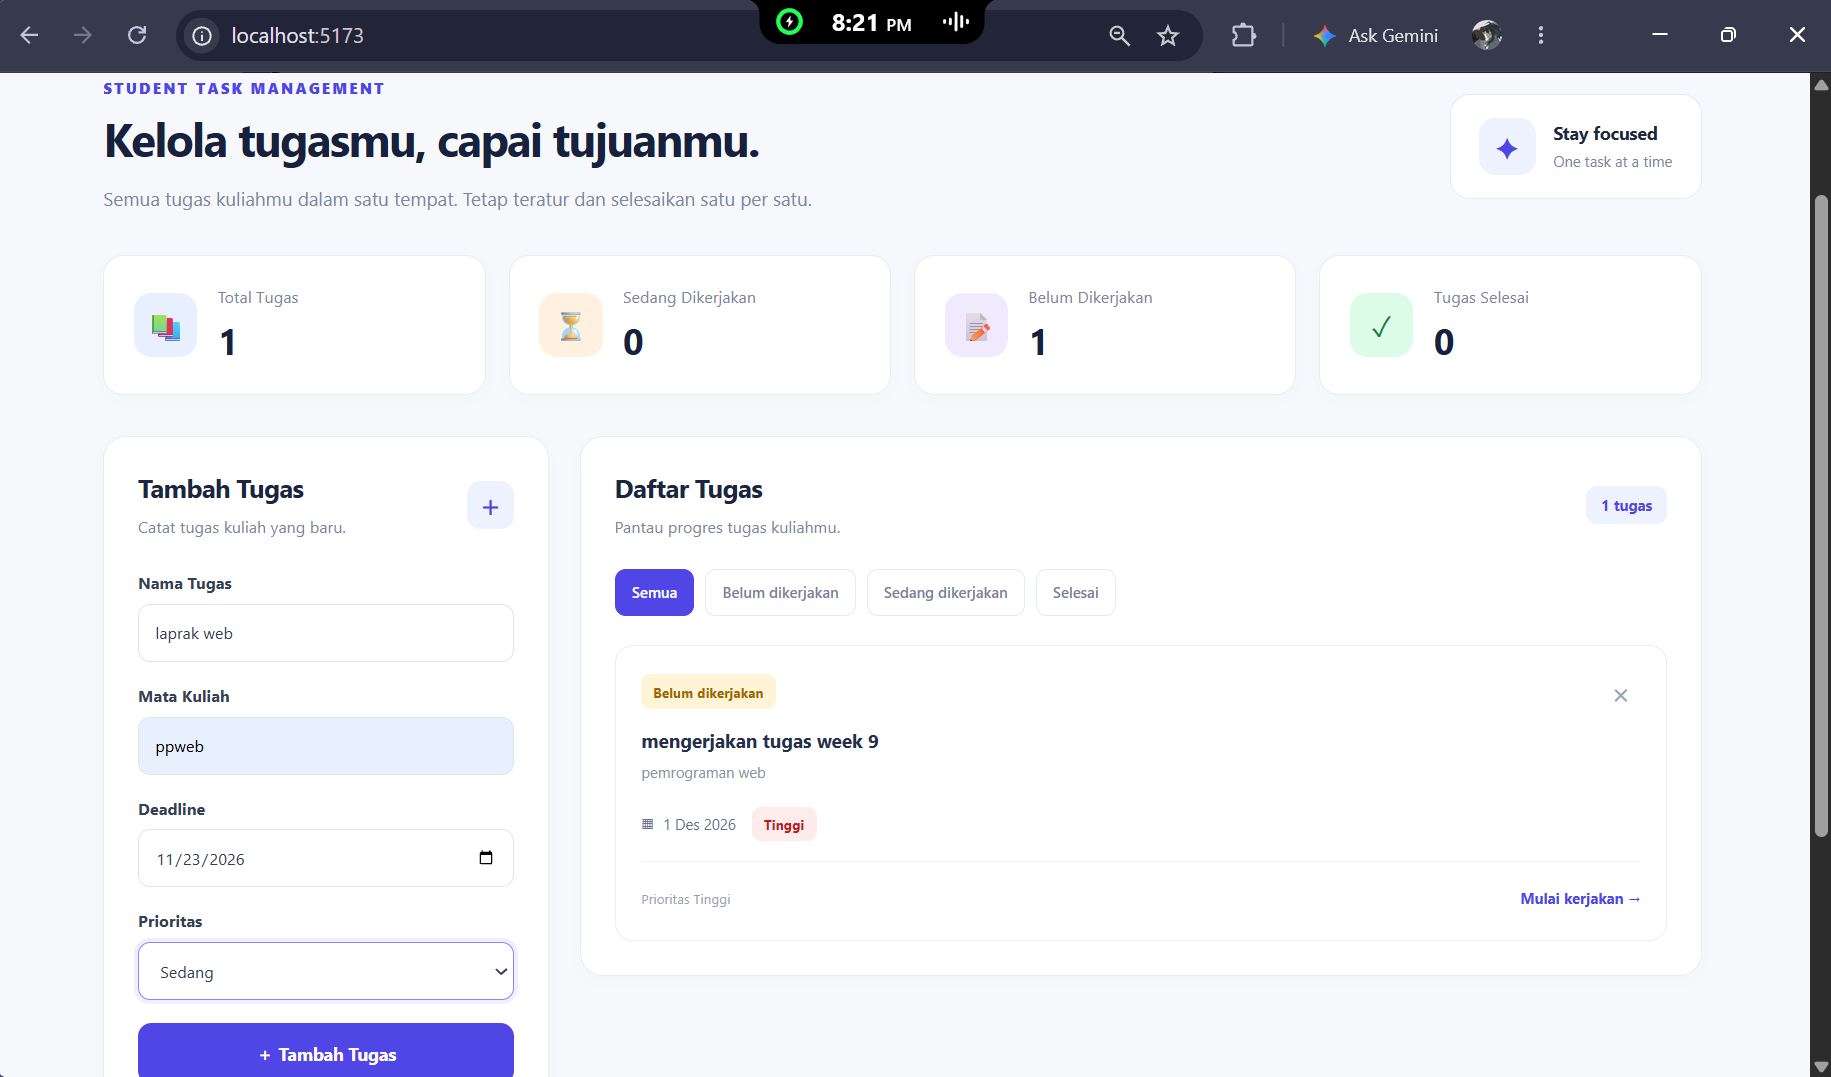 localhost:5173
8:21 PM
Ask Gemini
STUDENT TASK MANAGEMENT
Kelola tugasmu, capai tujuanmu.
Semua tugas kuliahmu dalam satu tempat. Tetap teratur dan selesaikan satu per satu.
Stay focused
One task at a time
Total Tugas
1
Sedang Dikerjakan
0
Belum Dikerjakan
1
Tugas Selesai
0
Tambah Tugas
Catat tugas kuliah yang baru.
+
Nama Tugas
laprak web
Mata Kuliah
ppweb
Deadline
11/23/2026
Prioritas
Sedang
+ Tambah Tugas
Daftar Tugas
Pantau progres tugas kuliahmu.
1 tugas
Semua
Belum dikerjakan
Sedang dikerjakan
Selesai
Belum dikerjakan
mengerjakan tugas week 9
pemrograman web
1 Des 2026
Tinggi
Prioritas Tinggi
Mulai kerjakan →